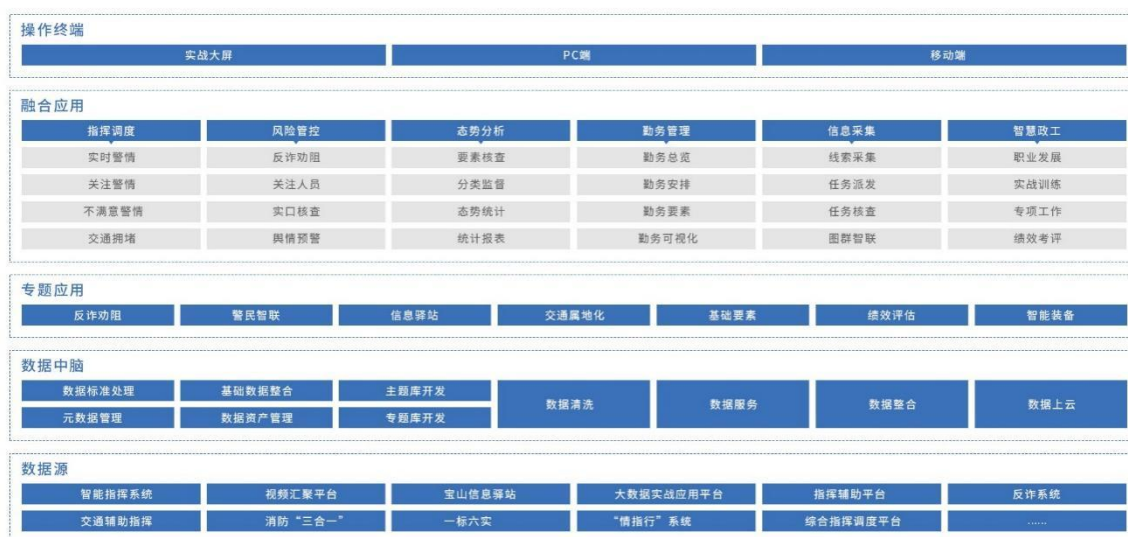 操作终端
实战大屏 PC端 移动端
融合应用
指挥调度 风险管控 态势分析 勤务管理 信息采集 智慧政工
实时警情 反诈劝阻 要素核查 勤务总览 线索采集 职业发展
关注警情 关注人员 分类监督 勤务安排 任务派发 实战训练
不满意警情 实口核查 态势统计 勤务要素 任务核查 专项工作
交通拥堵 舆情预警 统计报表 勤务可视化 图群智联 绩效考评
专题应用
反诈劝阻 警民智联 信息驿站 交通属地化 基础要素 绩效评估 智能装备
数据中脑
数据标准处理 基础数据整合 主题库开发
数据清洗 数据服务 数据整合 数据上云
元数据管理 数据资产管理 专题库开发
数据源
智能指挥系统 视频汇聚平台 宝山信息驿站 大数据实战应用平台 指挥辅助平台 反诈系统
交通辅助指挥 消防“三合一” 一标六实 “情指行”系统 综合指挥调度平台 ......